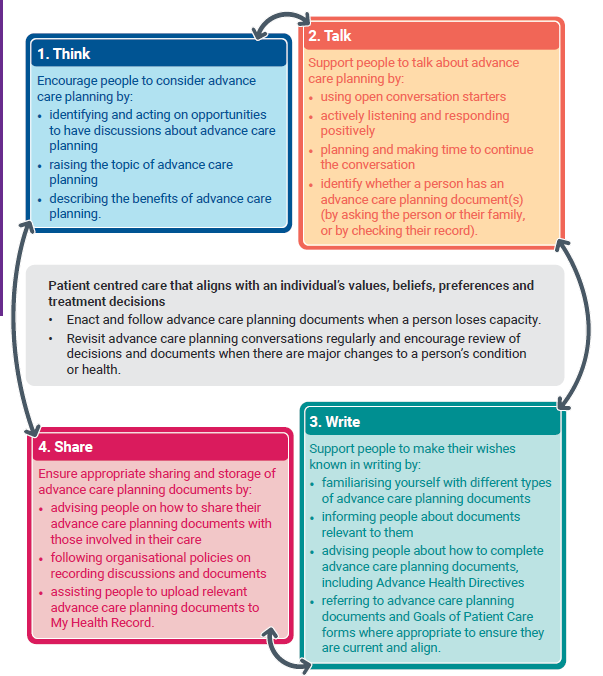 1. Think
Encourage people to consider advance
care planning by:
• identifying and acting on opportunities
to have discussions about advance care
planning
• raising the topic of advance care
planning
• describing the benefits of advance care
planning.
2. Talk
Support people to talk about advance
care planning by:
• using open conversation starters
• actively listening and responding
positively
• planning and making time to continue
the conversation
• identify whether a person has an
advance care planning document(s)
(by asking the person or their family,
or by checking their record).
Patient centred care that aligns with an individual's values, beliefs, preferences and
treatment decisions
• Enact and follow advance care planning documents when a person loses capacity.
• Revisit advance care planning conversations regularly and encourage review of
decisions and documents when there are major changes to a person's condition
or health.
3. Write
Support people to make their wishes
known in writing by:
• familiarising yourself with different types
of advance care planning documents
• informing people about documents
relevant to them
• advising people about how to complete
advance care planning documents,
including Advance Health Directives
• referring to advance care planning
documents and Goals of Patient Care
forms where appropriate to ensure they
are current and align.
4. Share
Ensure appropriate sharing and storage of
advance care planning documents by:
• advising people on how to share their
advance care planning documents with
those involved in their care
• following organisational policies on
recording discussions and documents
• assisting people to upload relevant
advance care planning documents to
My Health Record.